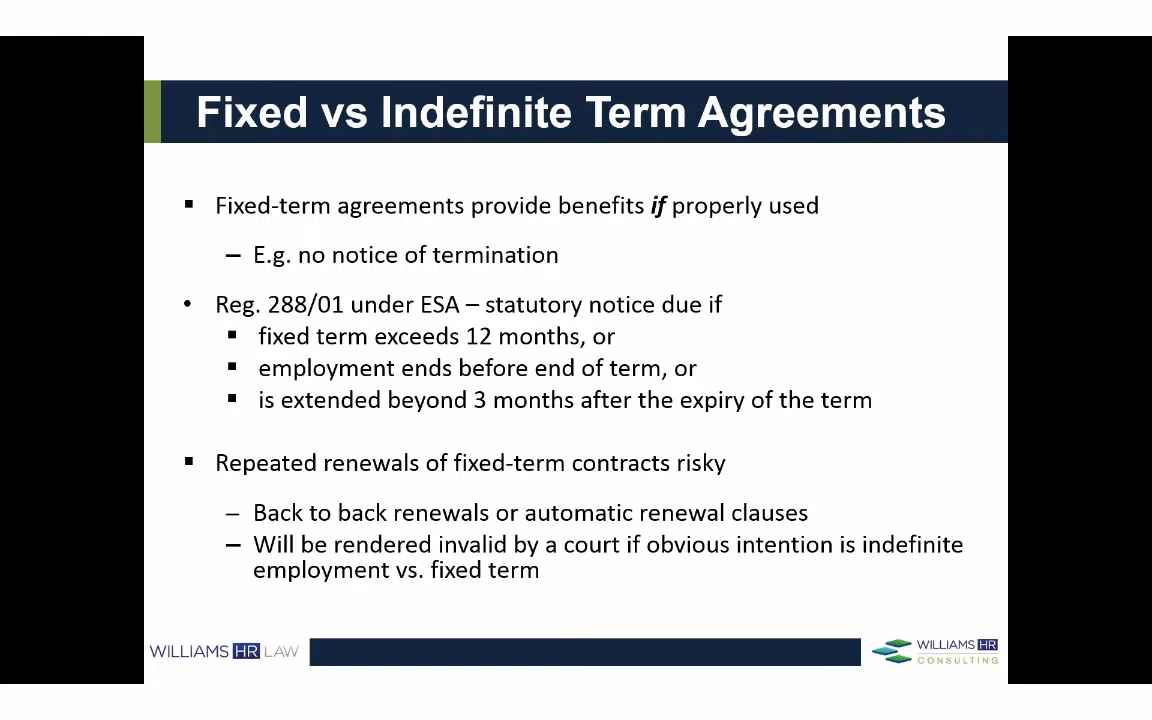 Fixed vs Indefinite Term Agreements
▪ Fixed-term agreements provide benefits if properly used
– E.g. no notice of termination
• Reg. 288/01 under ESA – statutory notice due if
▪ fixed term exceeds 12 months, or
▪ employment ends before end of term, or
▪ is extended beyond 3 months after the expiry of the term
▪ Repeated renewals of fixed-term contracts risky
– Back to back renewals or automatic renewal clauses
– Will be rendered invalid by a court if obvious intention is indefinite
employment vs. fixed term
WILLIAMS HR LAW
WILLIAMS HR
CONSULTING